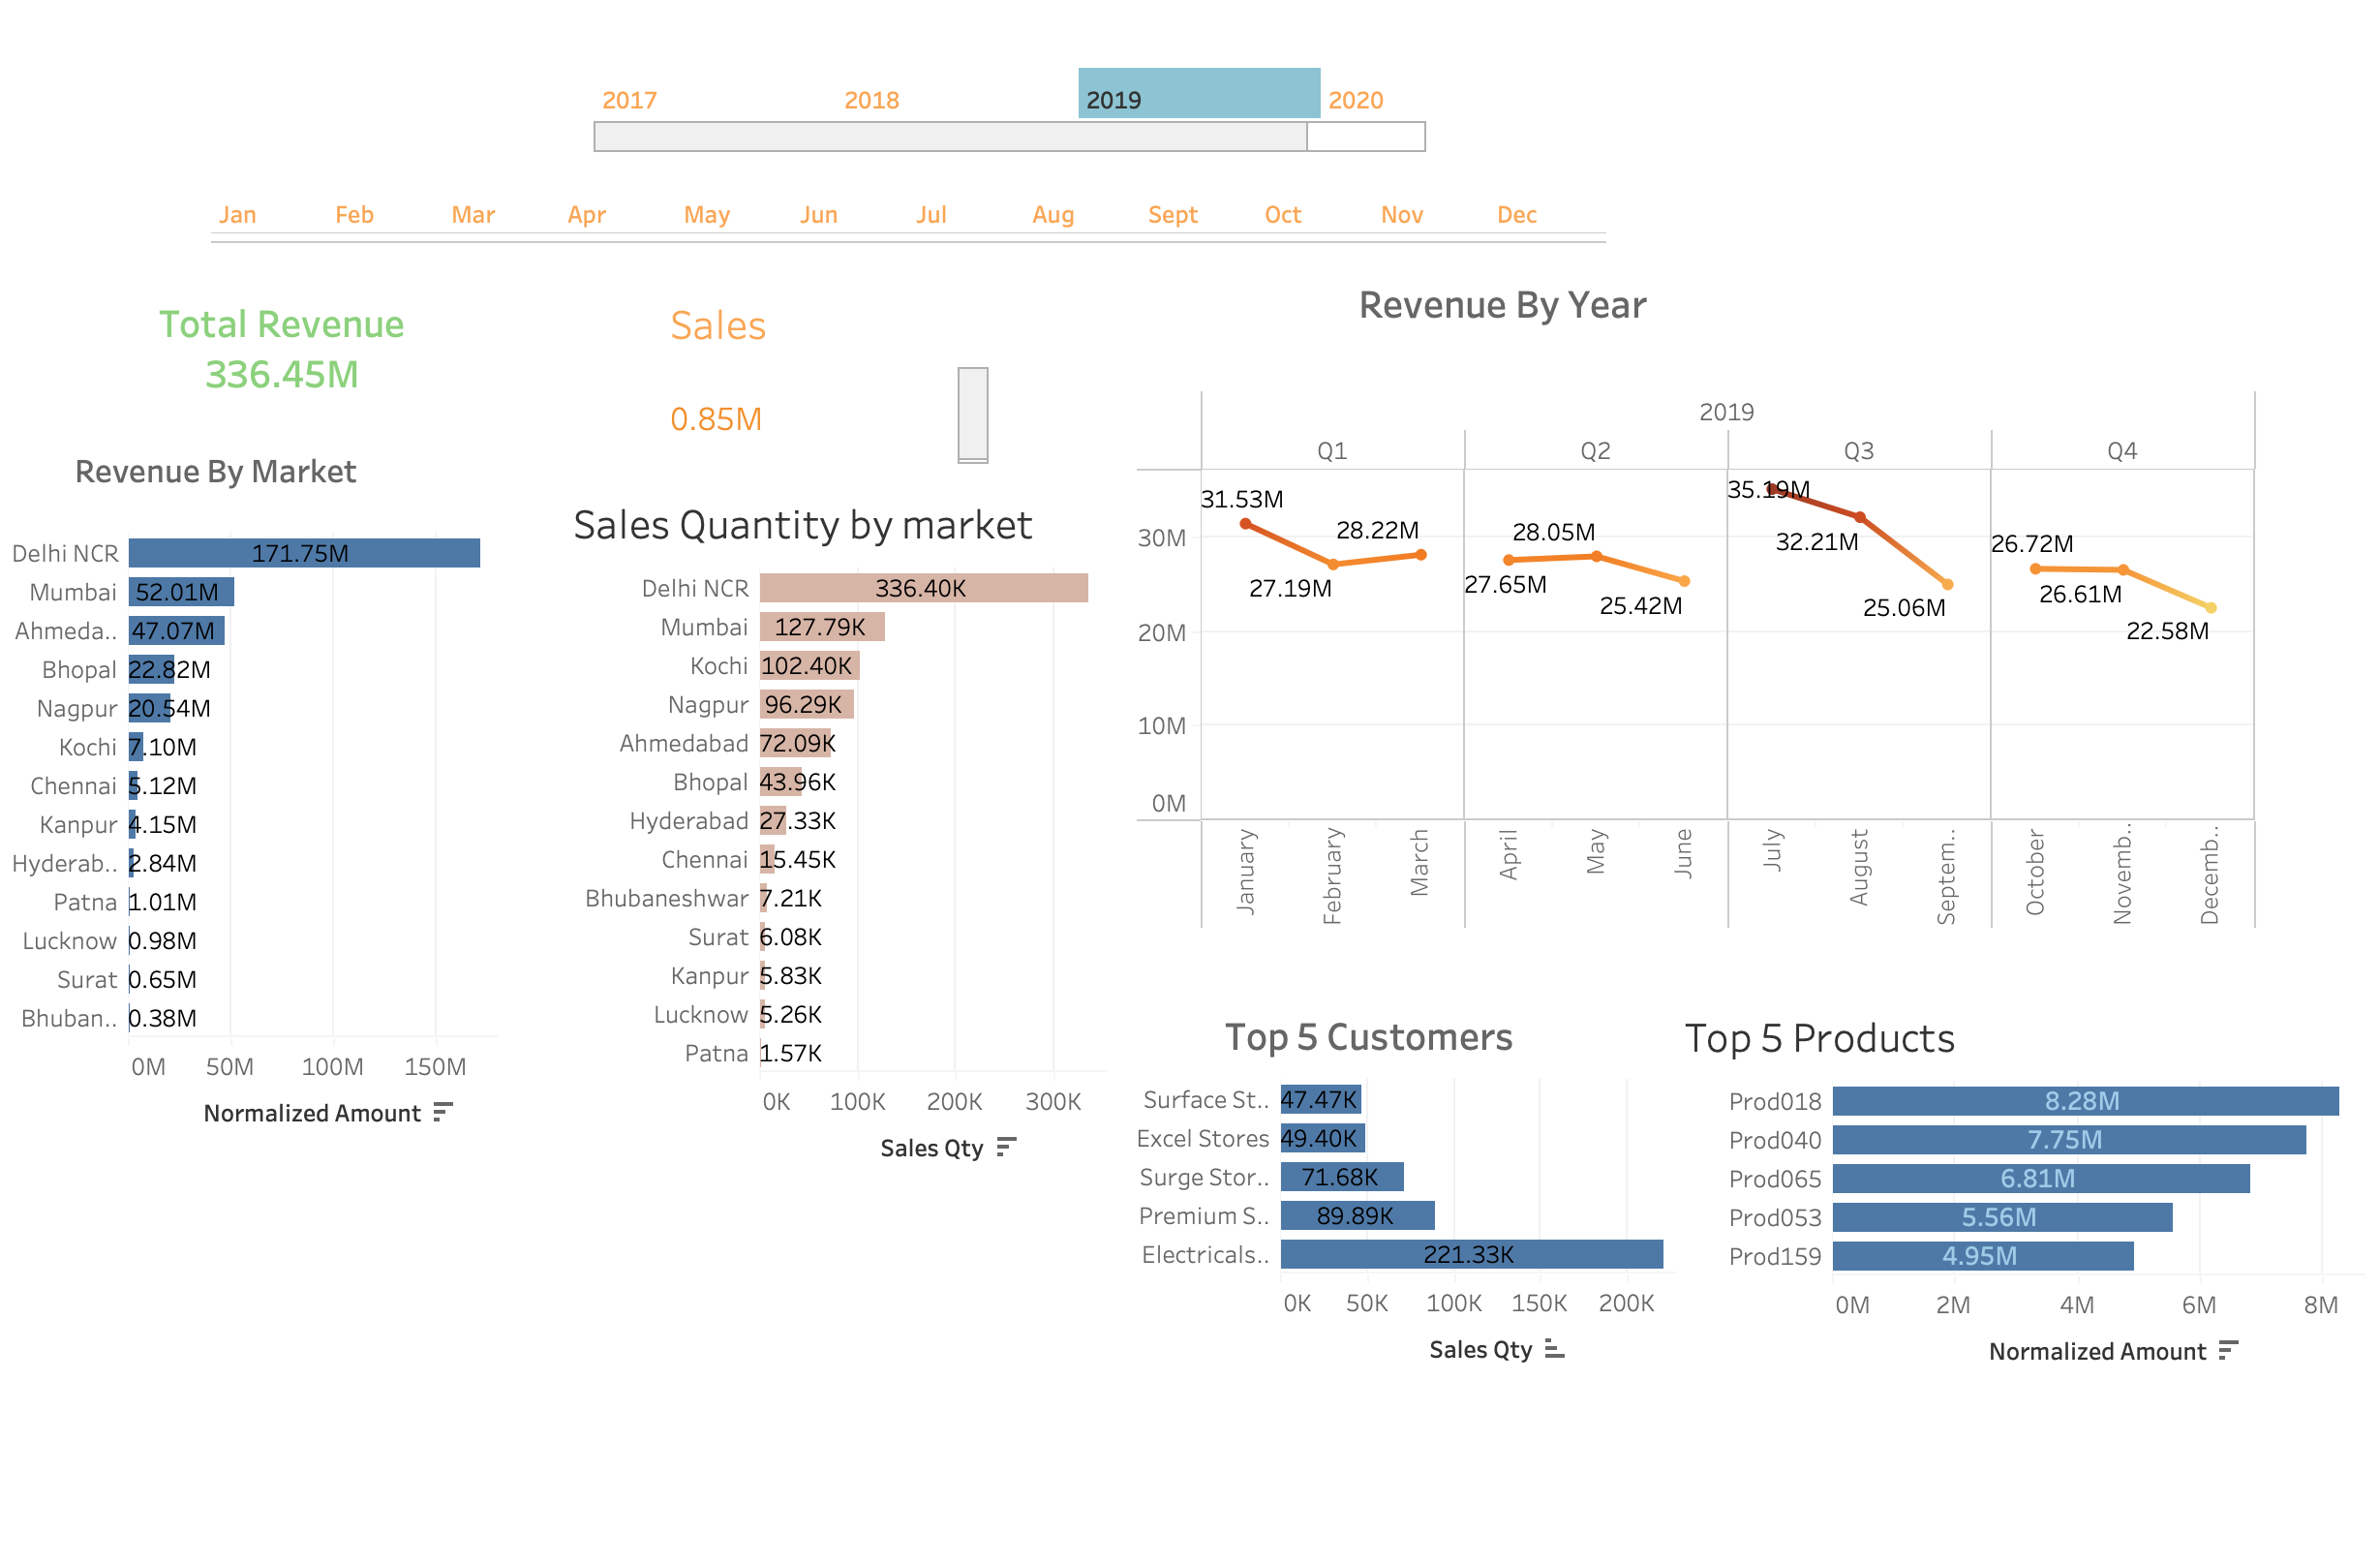 2017 2018 2019 2020
Jan Feb Mar Apr May Jun Jul Aug Sept Oct Nov Dec
Total Revenue
336.45M
Sales
0.85M
Revenue By Market
Delhi NCR 171.75M
Mumbai 52.01M
Ahmeda.. 47.07M
Bhopal 22.82M
Nagpur 20.54M
Kochi 7.10M
Chennai 5.12M
Kanpur 4.15M
Hyderab.. 2.84M
Patna 1.01M
Lucknow 0.98M
Surat 0.65M
Bhuban.. 0.38M
0M 50M 100M 150M
Normalized Amount
Sales Quantity by market
Delhi NCR 336.40K
Mumbai 127.79K
Kochi 102.40K
Nagpur 96.29K
Ahmedabad 72.09K
Bhopal 43.96K
Hyderabad 27.33K
Chennai 15.45K
Bhubaneshwar 7.21K
Surat 6.08K
Kanpur 5.83K
Lucknow 5.26K
Patna 1.57K
0K 100K 200K 300K
Sales Qty
Revenue By Year
2019
Q1 Q2 Q3 Q4
30M
20M
10M
0M
31.53M 27.19M 28.22M 27.65M 28.05M 25.42M 35.19M 32.21M 25.06M 26.72M 26.61M 22.58M
January February March April May June July August Septem.. October Novemb.. Decemb..
Top 5 Customers
Surface St.. 47.47K
Excel Stores 49.40K
Surge Stor.. 71.68K
Premium S.. 89.89K
Electricals.. 221.33K
0K 50K 100K 150K 200K
Sales Qty
Top 5 Products
Prod018 8.28M
Prod040 7.75M
Prod065 6.81M
Prod053 5.56M
Prod159 4.95M
0M 2M 4M 6M 8M
Normalized Amount